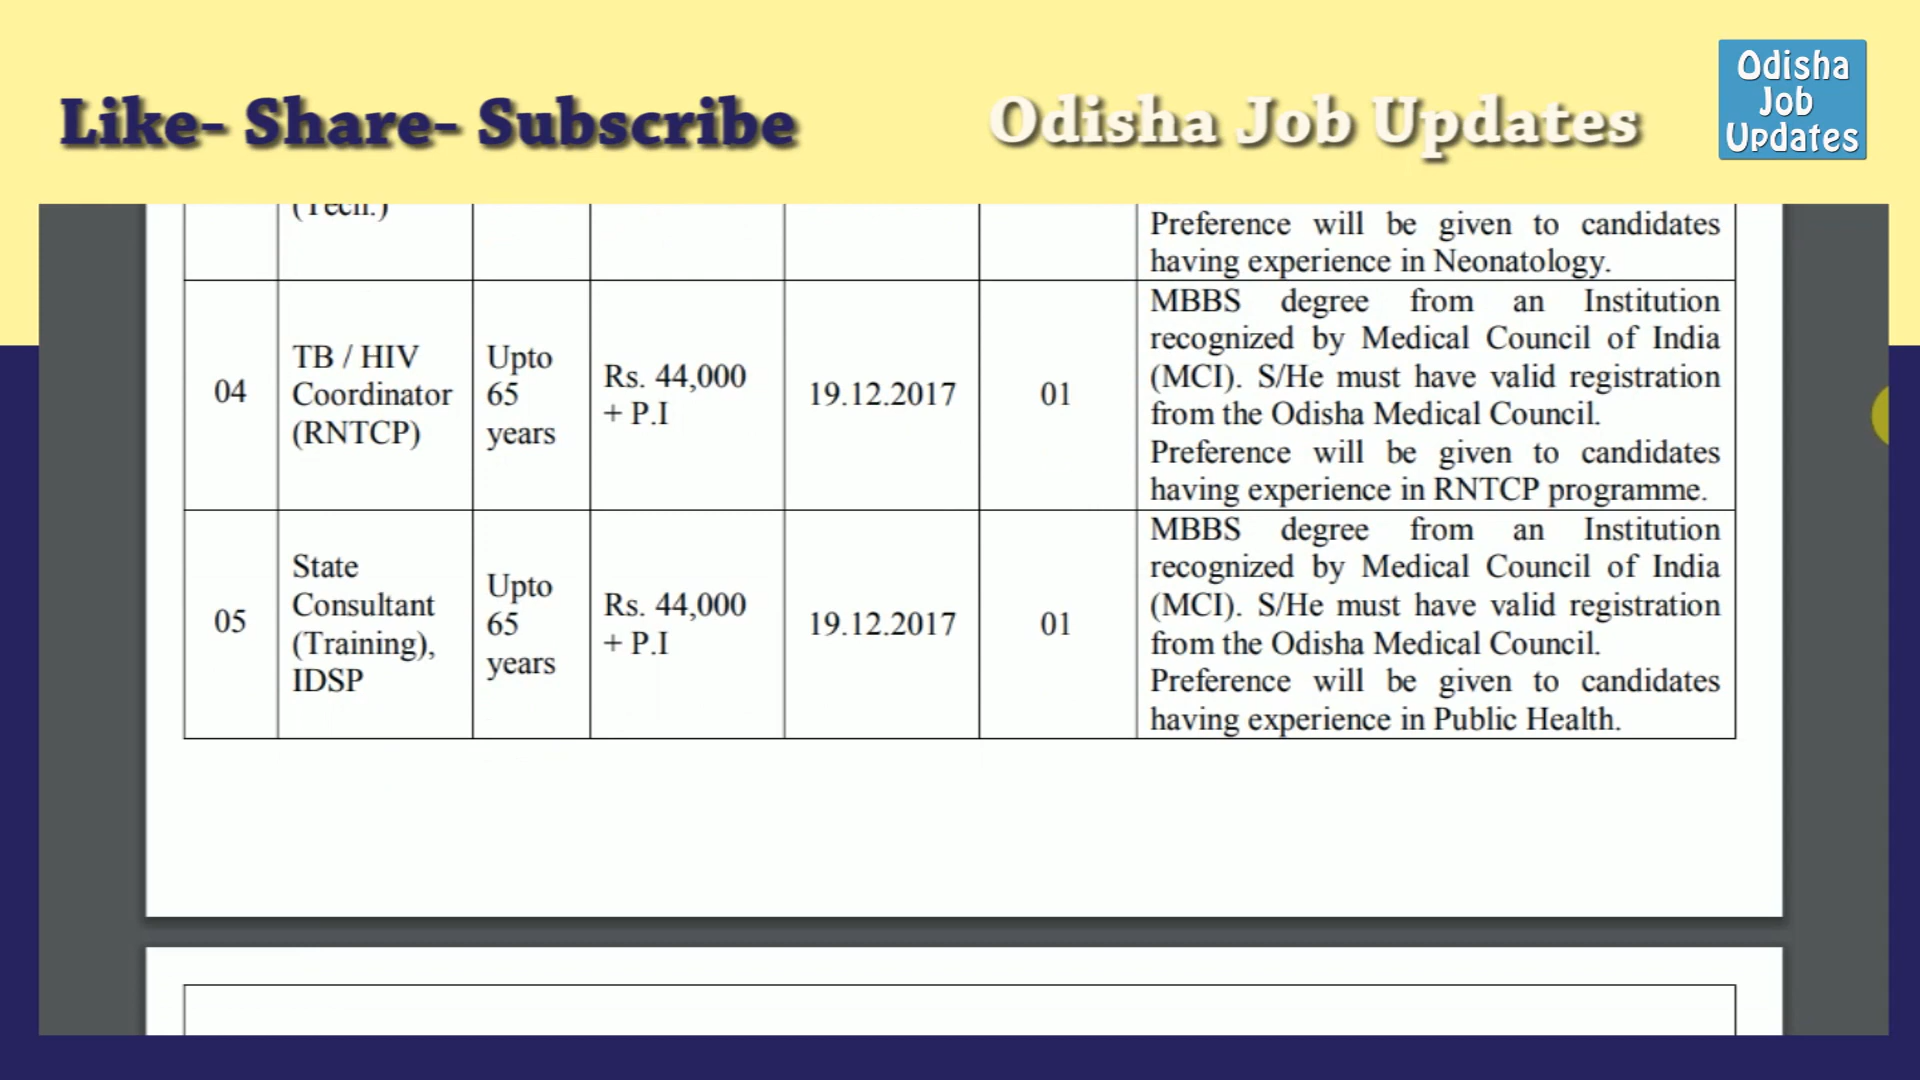 Like- Share- Subscribe
Odisha Job Updates
Odisha
Job
Updates
(Tech.)
Preference will be given to candidates
having experience in Neonatology.
04
TB / HIV
Coordinator
(RNTCP)
Upto
65
years
Rs. 44,000
+ P.I
19.12.2017
01
MBBS degree from an Institution
recognized by Medical Council of India
(MCI). S/He must have valid registration
from the Odisha Medical Council.
Preference will be given to candidates
having experience in RNTCP programme.
05
State
Consultant
(Training),
IDSP
Upto
65
years
Rs. 44,000
+ P.I
19.12.2017
01
MBBS degree from an Institution
recognized by Medical Council of India
(MCI). S/He must have valid registration
from the Odisha Medical Council.
Preference will be given to candidates
having experience in Public Health.